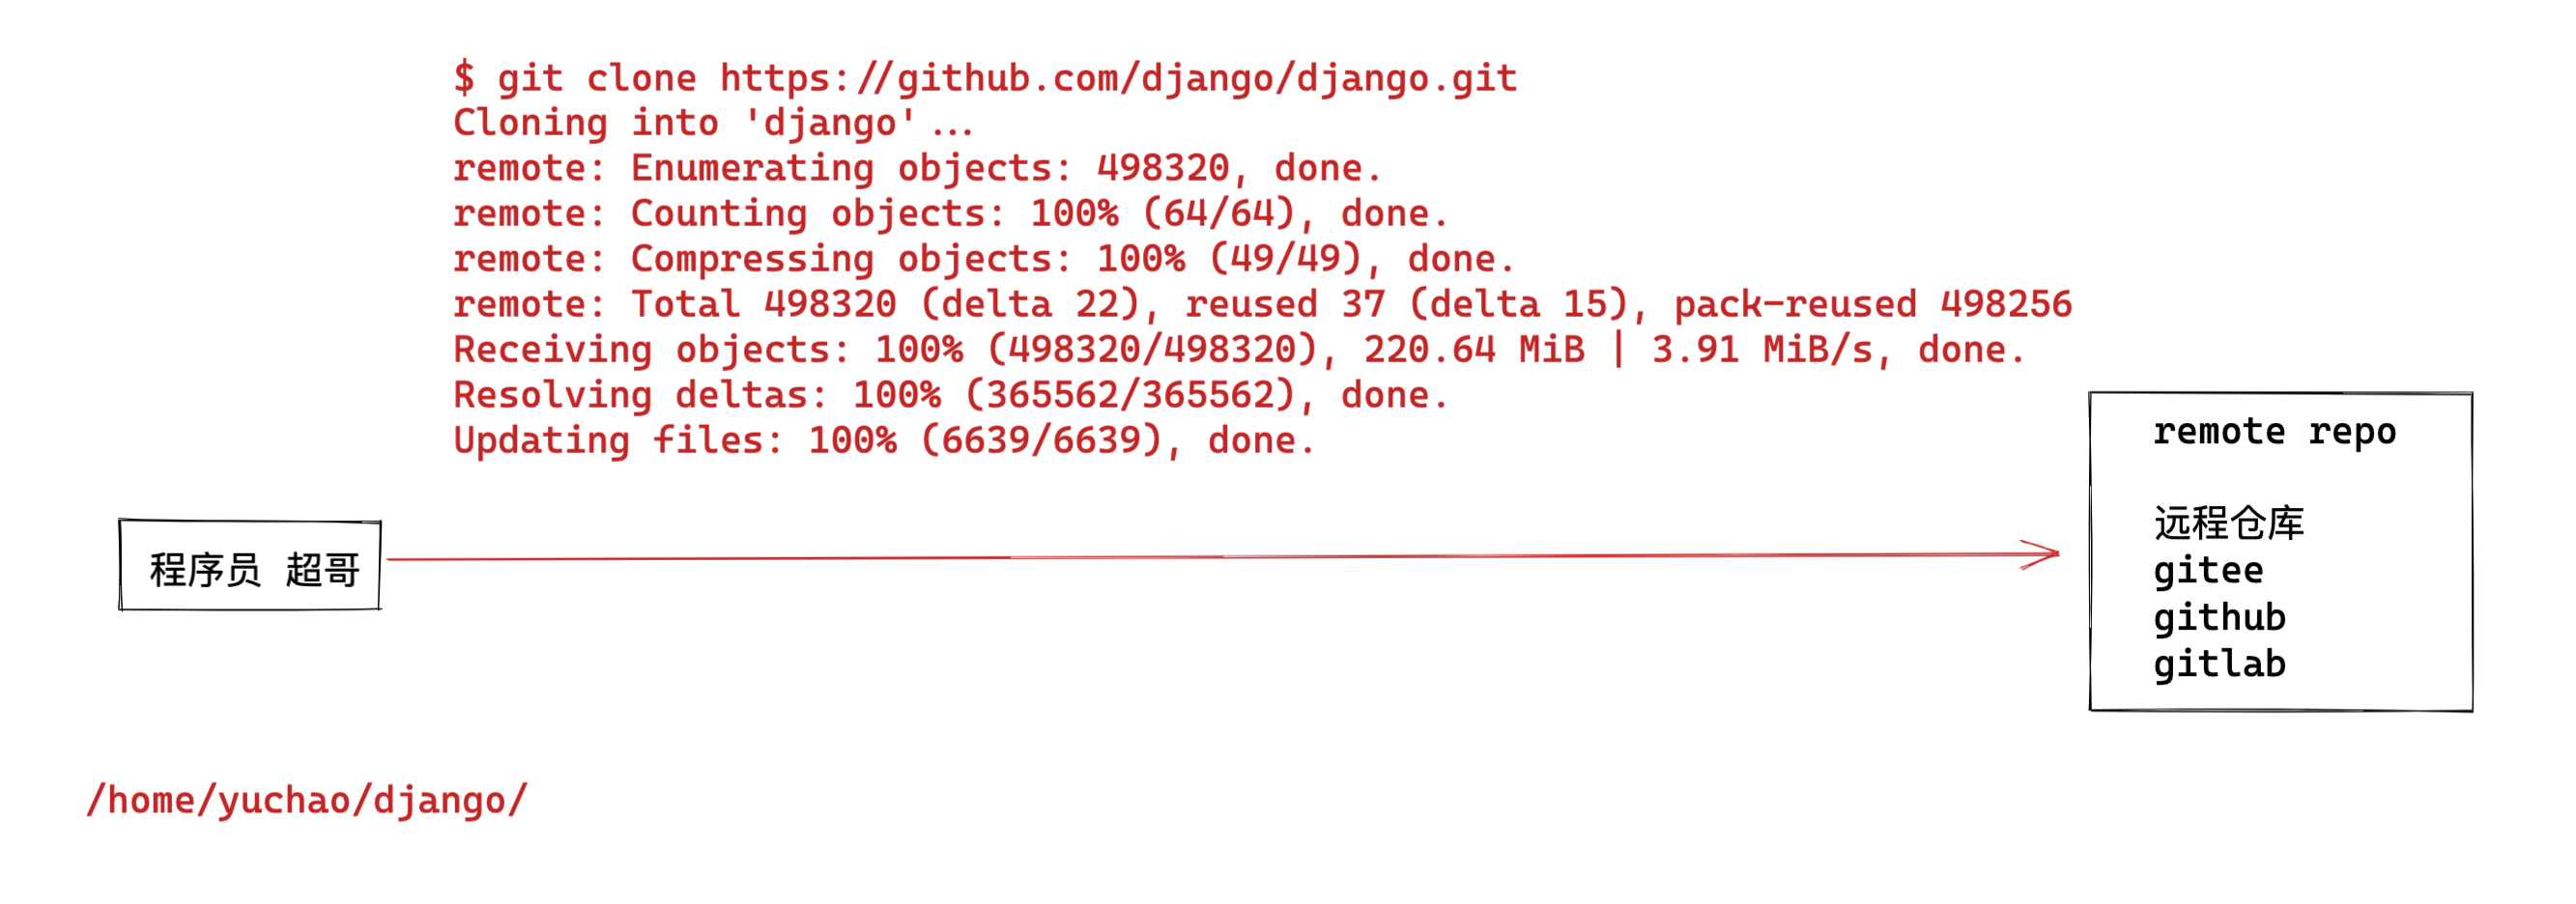 $ git clone https://github.com/django/django.git
Cloning into 'django'...
remote: Enumerating objects: 498320, done.
remote: Counting objects: 100% (64/64), done.
remote: Compressing objects: 100% (49/49), done.
remote: Total 498320 (delta 22), reused 37 (delta 15), pack-reused 498256
Receiving objects: 100% (498320/498320), 220.64 MiB | 3.91 MiB/s, done.
Resolving deltas: 100% (365562/365562), done.
Updating files: 100% (6639/6639), done.
程序员 超哥
remote repo
远程仓库
gitee
github
gitlab
/home/yuchao/django/